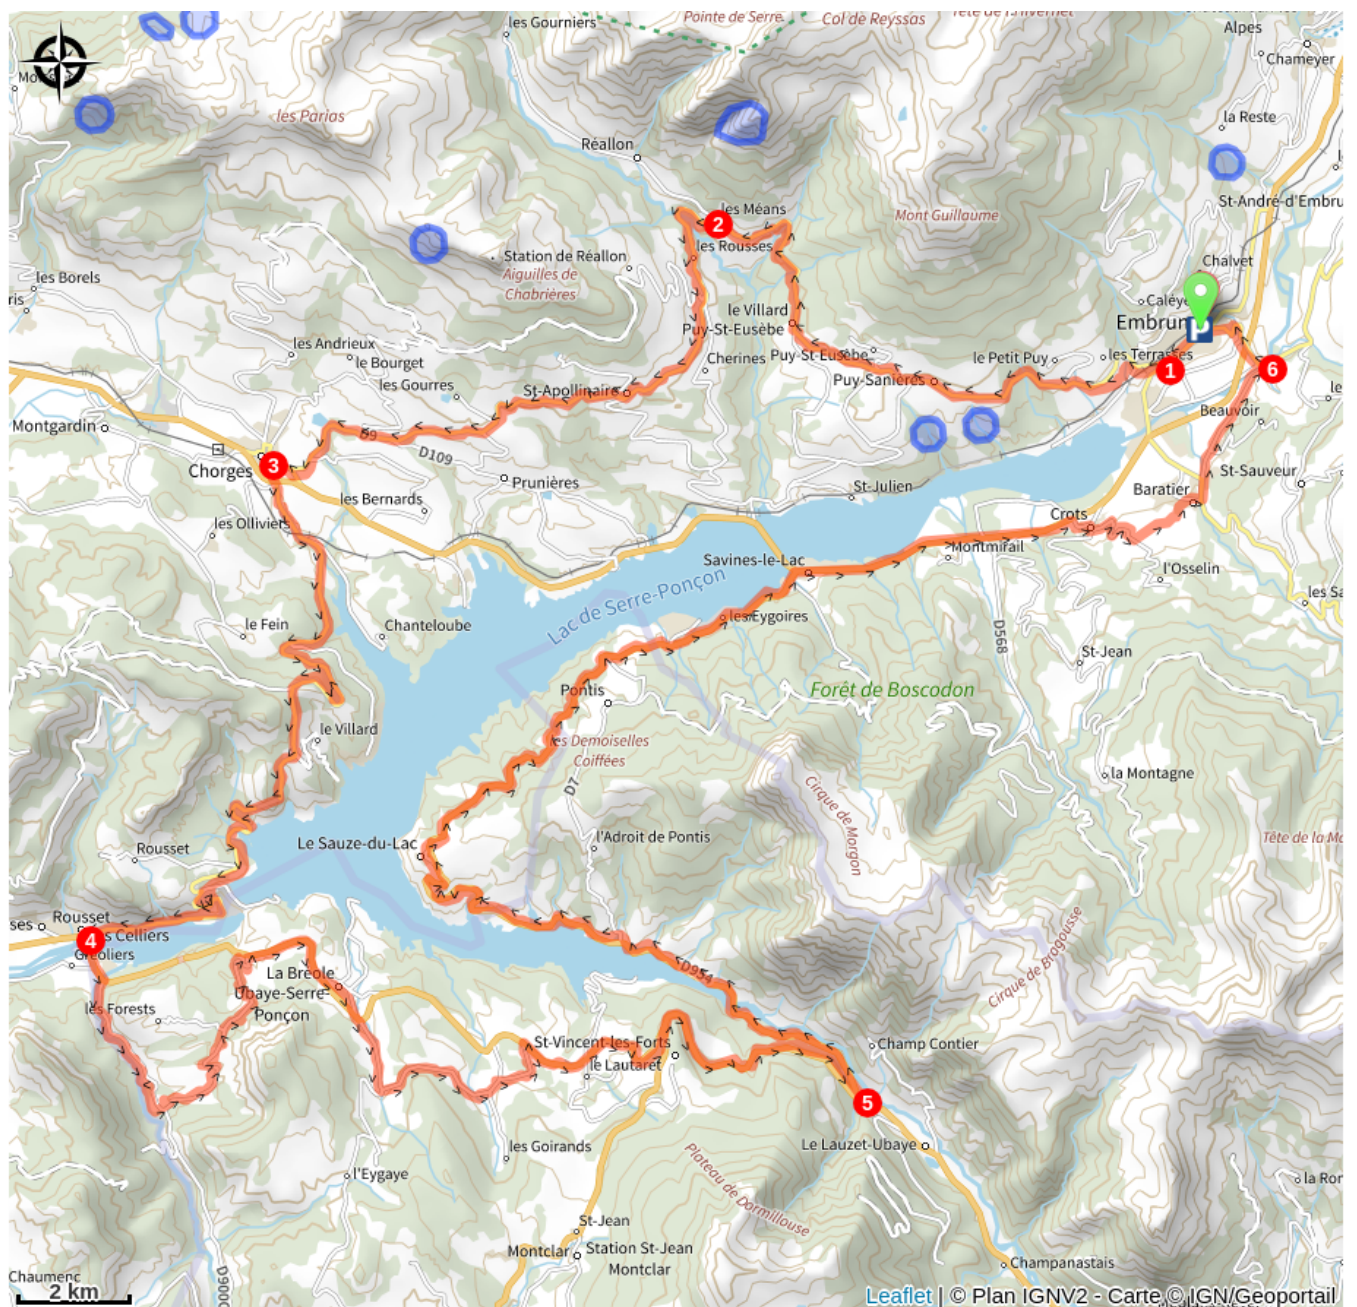 les Gourniers
Pointe de Serre
Col de Reyssas
Alpes
Chameyer
les Parias
la Reste
Réallon
St-André-d'Embru
les Méans
Mont Guillaume
2
les Rousses
Station de Réallon
Aiguilles de
Chabrières
Chalvet
les Borels
ris
Embrun
P
le Villard
Puy-St-Eusèbe
les Andrieux
le Bourget
Cherines
Puy-St-Eusèbe
le Petit Puy
les Terrasses
1
6
les Gourres
St-Apollinaire
Puy-Sanières
Beauvoir
Montgardin
D9
D109
Chorges
3
Prunières
St-Julien
St-Sauveur
les Bernards
Baratier
les Olliviers
Crots
Montmirail
Savines-le-Lac
l'Osselin
Lac de Serre-Ponçon
les Eygoires
le Fein
Chanteloube
D568
St-Jean
Pontis
Forêt de Boscodon
le Villard
les Demoiselles
Coiffées
D7
Cirque de Morgon
la Montagne
Rousset
Le Sauze-du-Lac
l'Adroit de Pontis
Rousset
4
D954
Cirque de Bragousse
La Bréole
Ubaye-Serre-
Ponçon
les Forests
St-Vincent-les-Forts
le Lautaret
Champ Contier
5
Le Lauzet-Ubaye
les Goirands
l'Eygaye
Plateau de Dormillouse
St-Jean
Montclar
Station St-Jean
Montclar
Champanastais
D900
2 km
Leaflet | © Plan IGNV2 - Carte © IGN/Geoportail